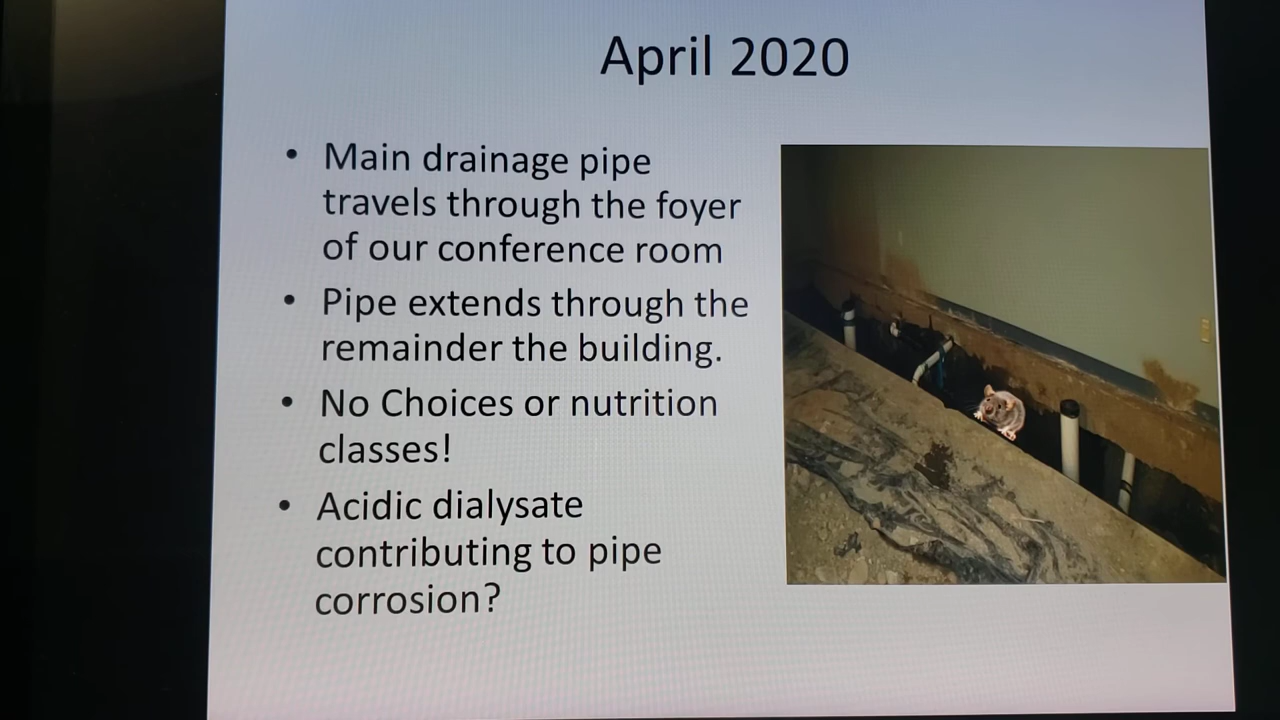 April 2020
• Main drainage pipe
travels through the foyer
of our conference room
• Pipe extends through the
remainder the building.
• No Choices or nutrition
classes!
• Acidic dialysate
contributing to pipe
corrosion?